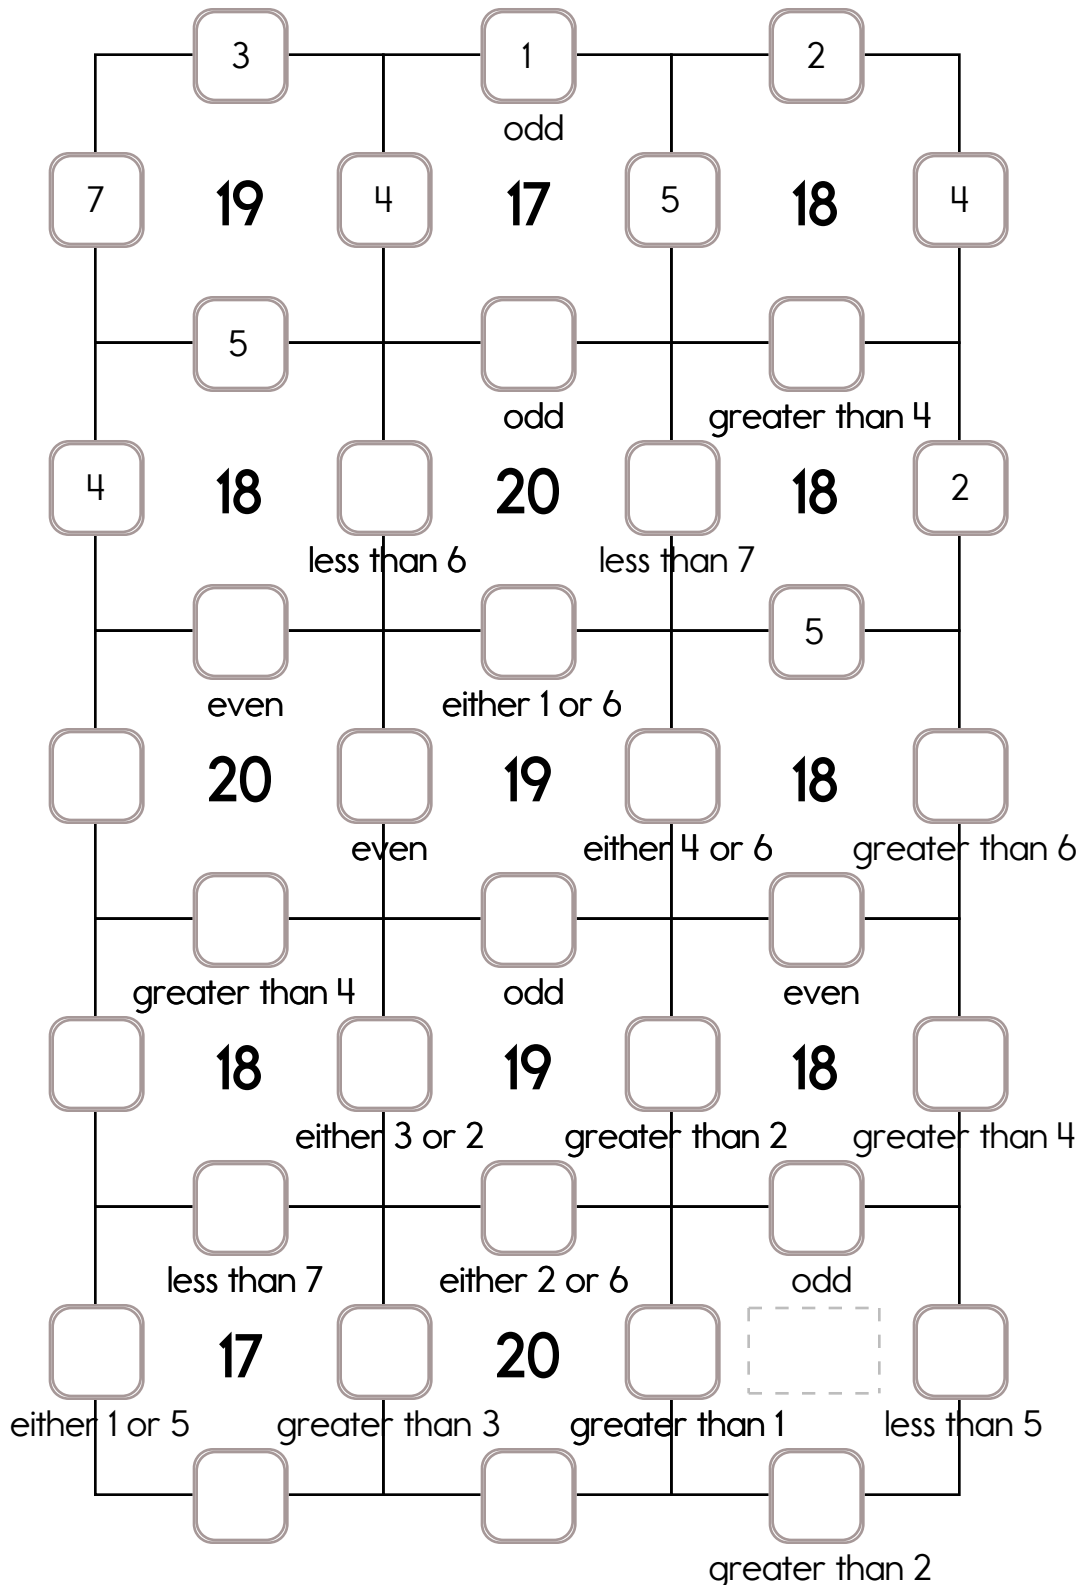 3 1 2
odd
7 19 4 17 5 18 4
5
odd greater than 4
4 18 20 18 2
less than 6 less than 7
5
even either 1 or 6
20 19 18
even either 4 or 6 greater than 6
greater than 4 odd even
18 19 18
either 3 or 2 greater than 2 greater than 4
less than 7 either 2 or 6 odd
17 20
either 1 or 5 greater than 3 greater than 1 less than 5
greater than 2